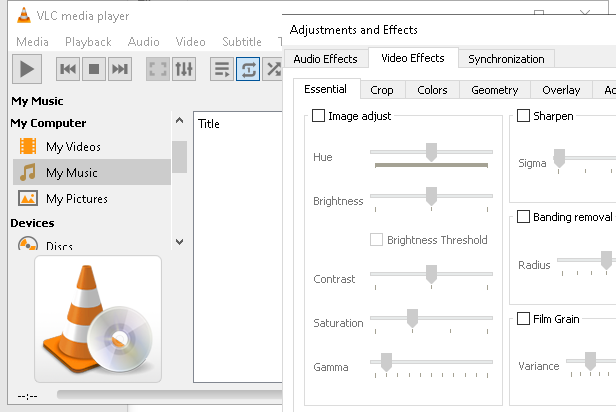 VLC media player
Media Playback Audio Video Subtitle
My Music
My Computer
My Videos
My Music
My Pictures
Devices
Discs
Title
--:--
Adjustments and Effects
Audio Effects Video Effects Synchronization
Essential Crop Colors Geometry Overlay
Image adjust
Hue
Brightness
Brightness Threshold
Contrast
Saturation
Gamma
Sharpen
Sigma
Banding removal
Radius
Film Grain
Variance